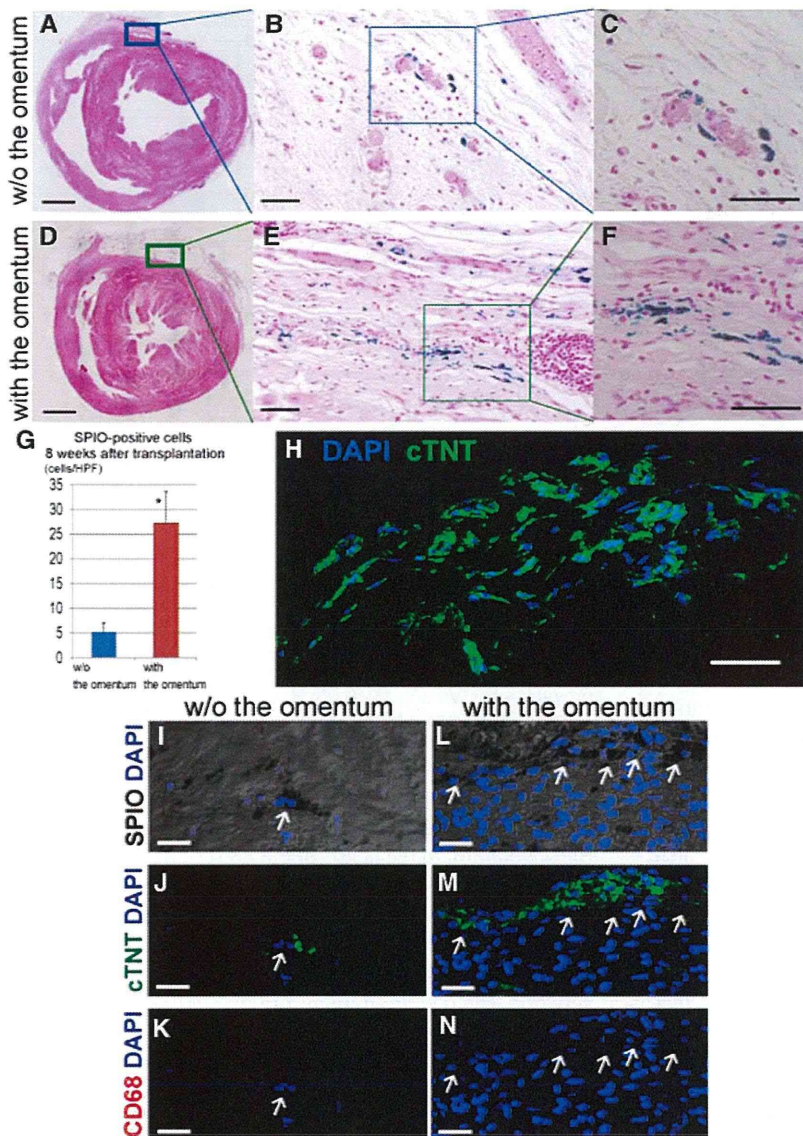 A
B
C
w/o the omentum
D
E
F
with the omentum
G
SPIO-positive cells
8 weeks after transplantation
(cells/HPF)
35
30
25
20
15
10
5
0
*
w/o
the omentum
with
the omentum
H
DAPI cTNT
w/o the omentum
with the omentum
I
L
SPIO DAPI
J
M
cTNT DAPI
K
N
CD68 DAPI